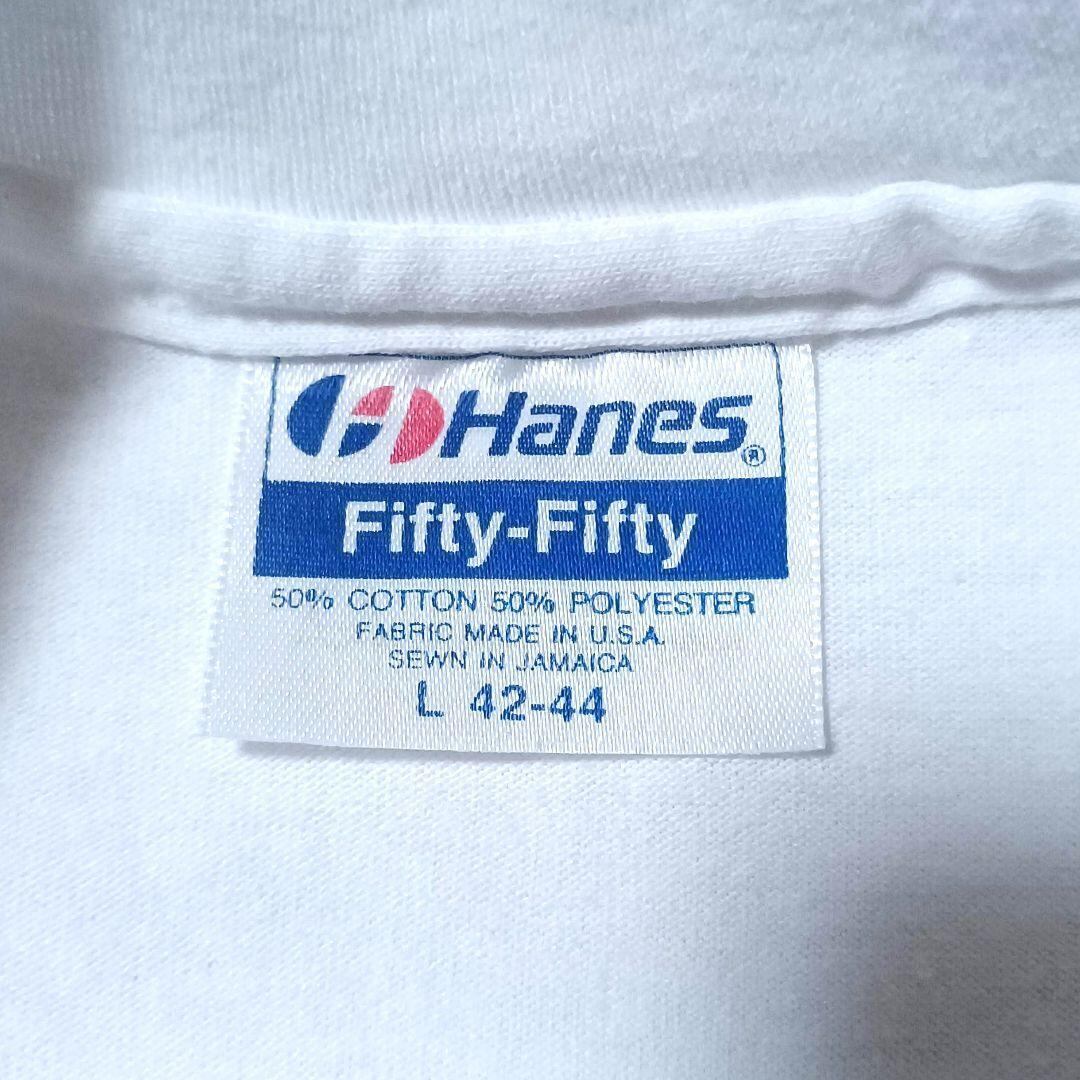 H Hanes®
Fifty-Fifty
50% COTTON 50% POLYESTER
FABRIC MADE IN U.S.A.
SEWN IN JAMAICA
L 42-44